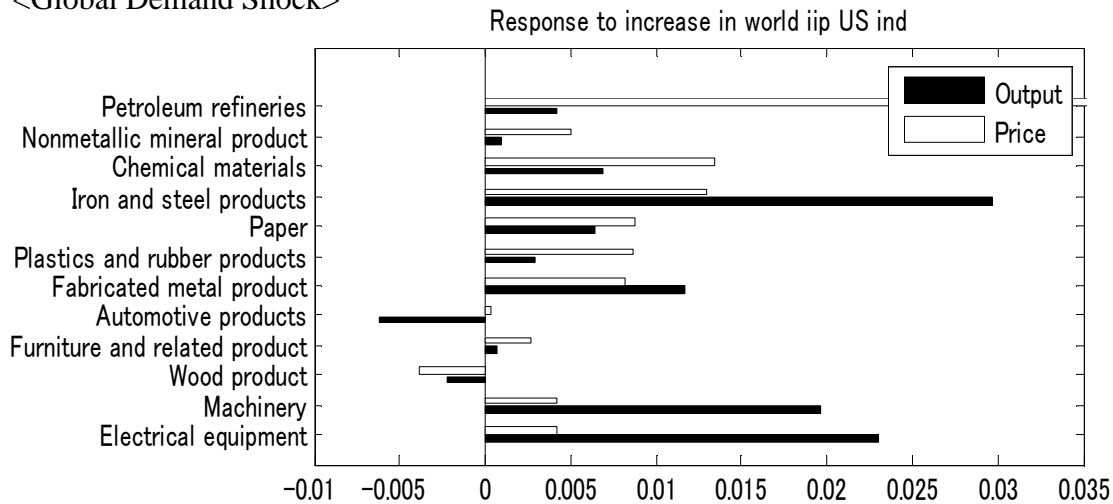 <Global Demand Shock>
Response to increase in world iip US ind
Output
Price
Petroleum refineries
Nonmetallic mineral product
Chemical materials
Iron and steel products
Paper
Plastics and rubber products
Fabricated metal product
Automotive products
Furniture and related product
Wood product
Machinery
Electrical equipment
-0.01 -0.005 0 0.005 0.01 0.015 0.02 0.025 0.03 0.035